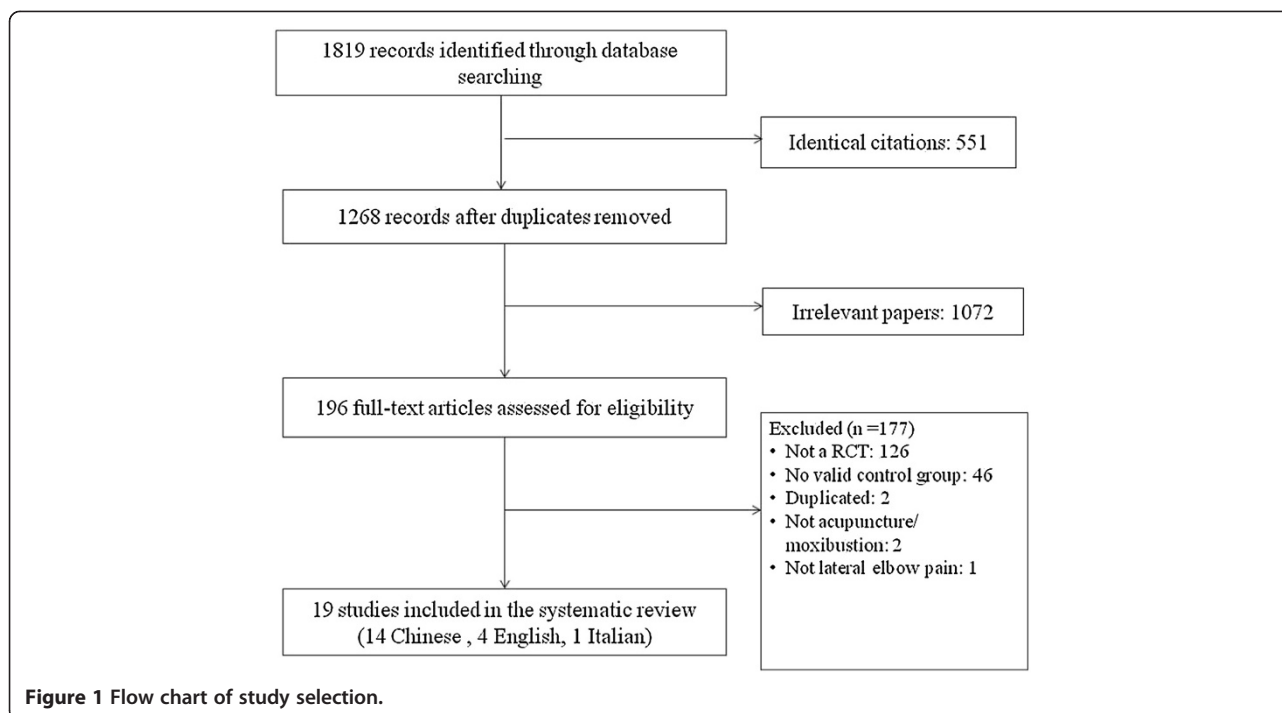 1819 records identified through database
searching
Identical citations: 551
1268 records after duplicates removed
Irrelevant papers: 1072
196 full-text articles assessed for eligibility
Excluded (n =177)
• Not a RCT: 126
• No valid control group: 46
• Duplicated: 2
• Not acupuncture/
moxibustion: 2
• Not lateral elbow pain: 1
19 studies included in the systematic review
(14 Chinese , 4 English, 1 Italian)
Figure 1 Flow chart of study selection.